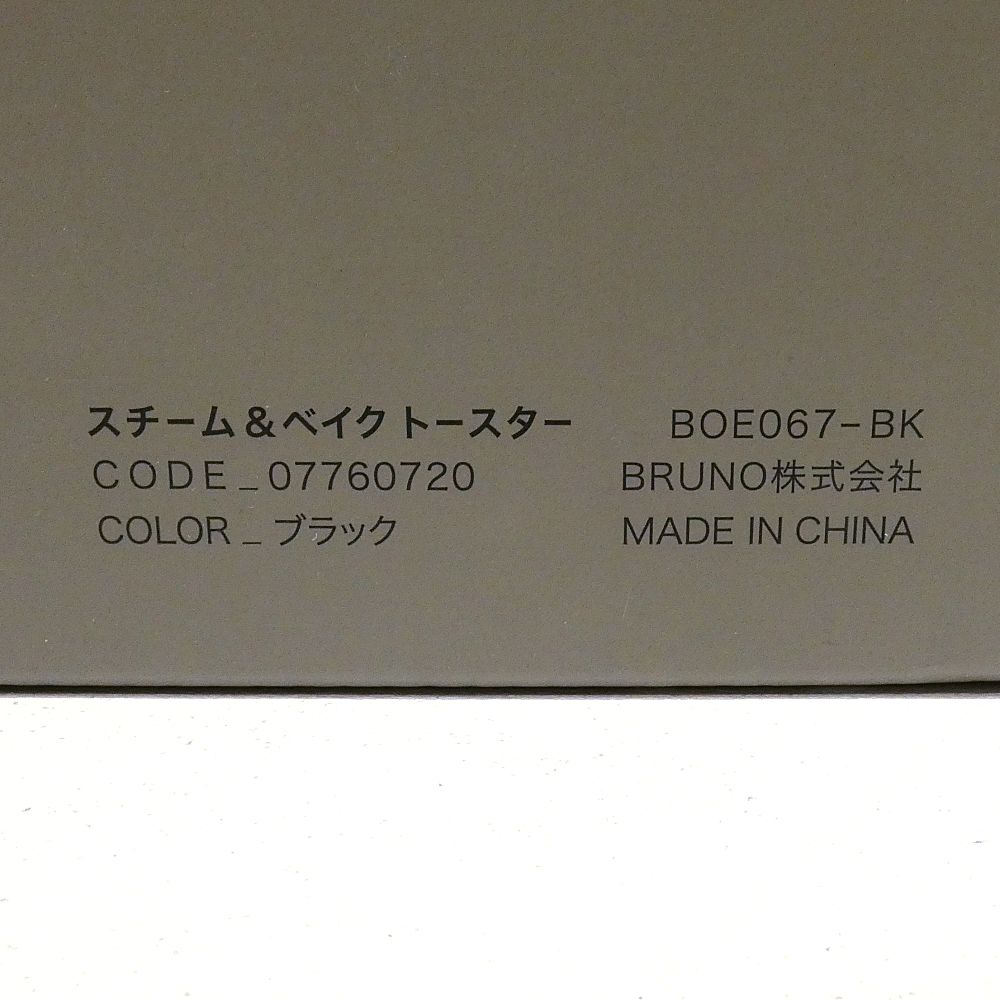 スチーム&ベイク トースター BOE067-BK
CODE_07760720 BRUNO株式会社
COLOR_ブラック MADE IN CHINA